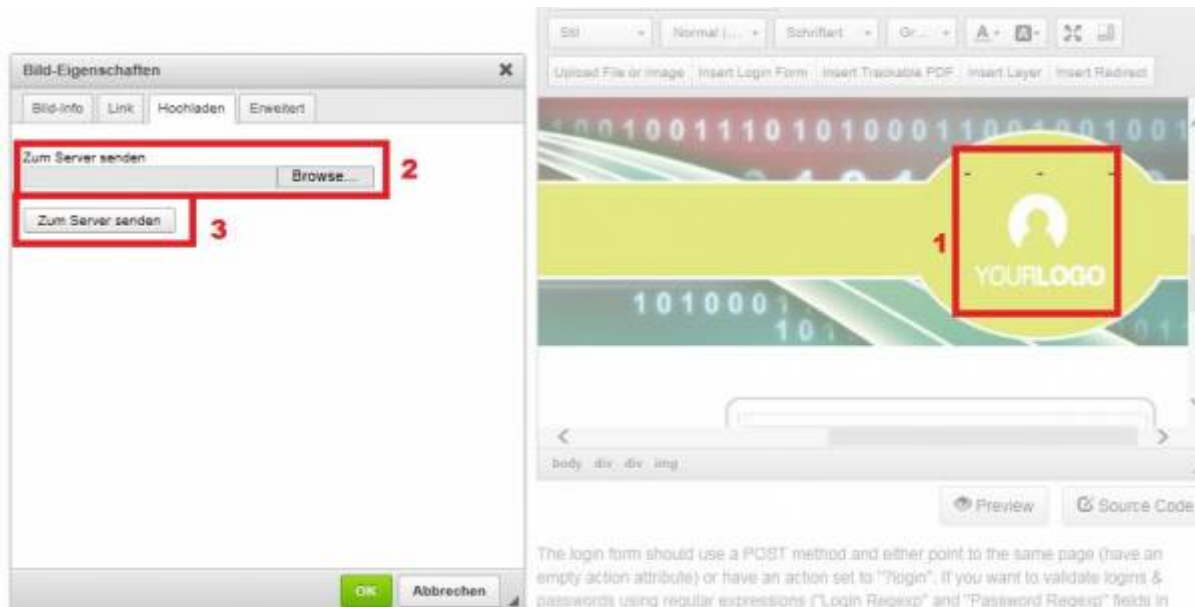 Bild-Eigenschaften
Bild-Info Link Hochladen Erweitert
Zum Server senden
Browse...
2
Zum Server senden
3
OK Abbrechen
Stil Normal (... Schriftart Gr... A A
Upload File or Image Insert Login Form Insert Trackable PDF Insert Layer Insert Redirect
1
YOURLOGO
101000
10
body div div img
Preview Source Code
The login form should use a POST method and either point to the same page (have an
empty action attribute) or have an action set to "?login". If you want to validate logins &
passwords using regular expressions ("Login Regexp" and "Password Regexp" fields in